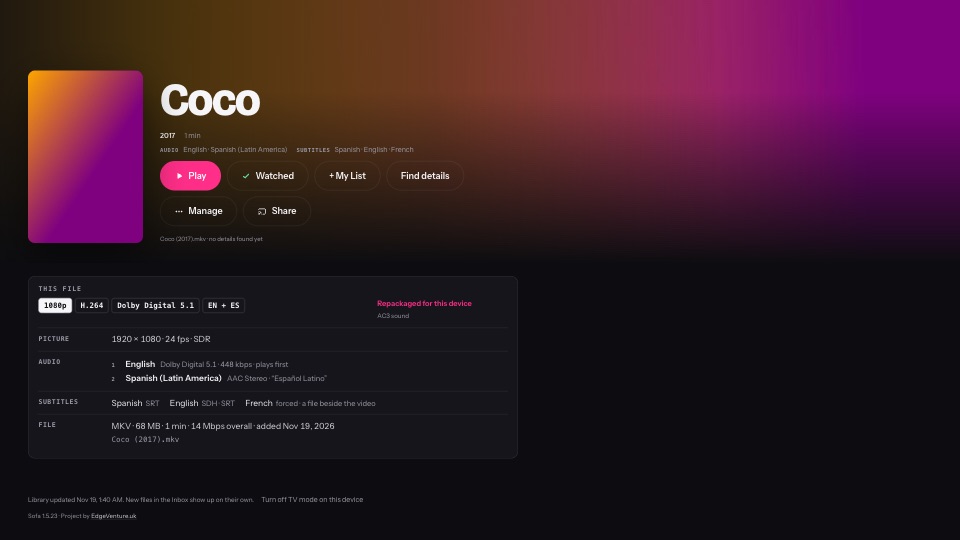 Coco
2017 1 min
AUDIO English · Spanish (Latin America) SUBTITLES Spanish · English · French
Play Watched + My List Find details
Manage Share
Coco (2017).mkv · no details found yet
THIS FILE
1080p H.264 Dolby Digital 5.1 EN + ES
Repackaged for this device
AC3 sound
PICTURE 1920 × 1080 · 24 fps · SDR
AUDIO 1 English Dolby Digital 5.1 · 448 kbps · plays first
2 Spanish (Latin America) AAC Stereo · “Español Latino”
SUBTITLES Spanish SRT English SDH · SRT French forced · a file beside the video
FILE MKV · 68 MB · 1 min · 14 Mbps overall · added Nov 19, 2026
Coco (2017).mkv
Library updated Nov 19, 1:40 AM. New files in the Inbox show up on their own. Turn off TV mode on this device
Sofa 1.5.23 · Project by EdgeVenture.uk